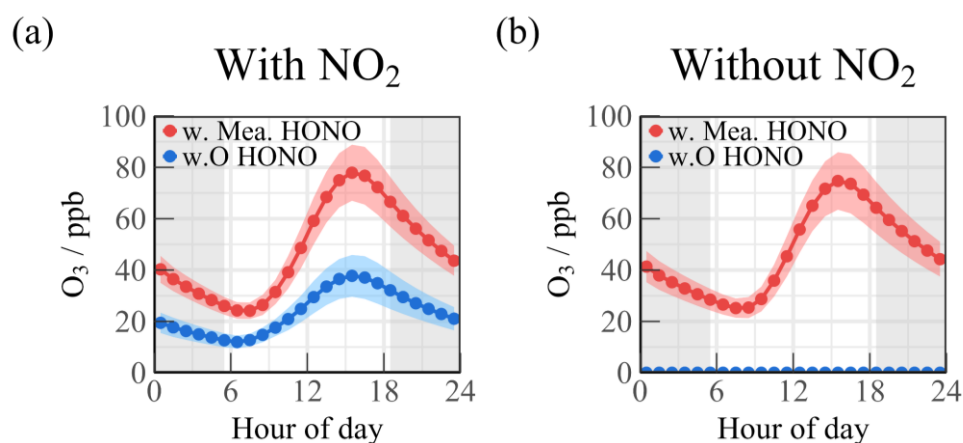 (a)
With NO₂
100
80
60
40
20
0
O₃ / ppb
w. Mea. HONO
w.O HONO
0 6 12 18 24
Hour of day
(b)
Without NO₂
100
80
60
40
20
0
O₃ / ppb
w. Mea. HONO
w.O HONO
0 6 12 18 24
Hour of day